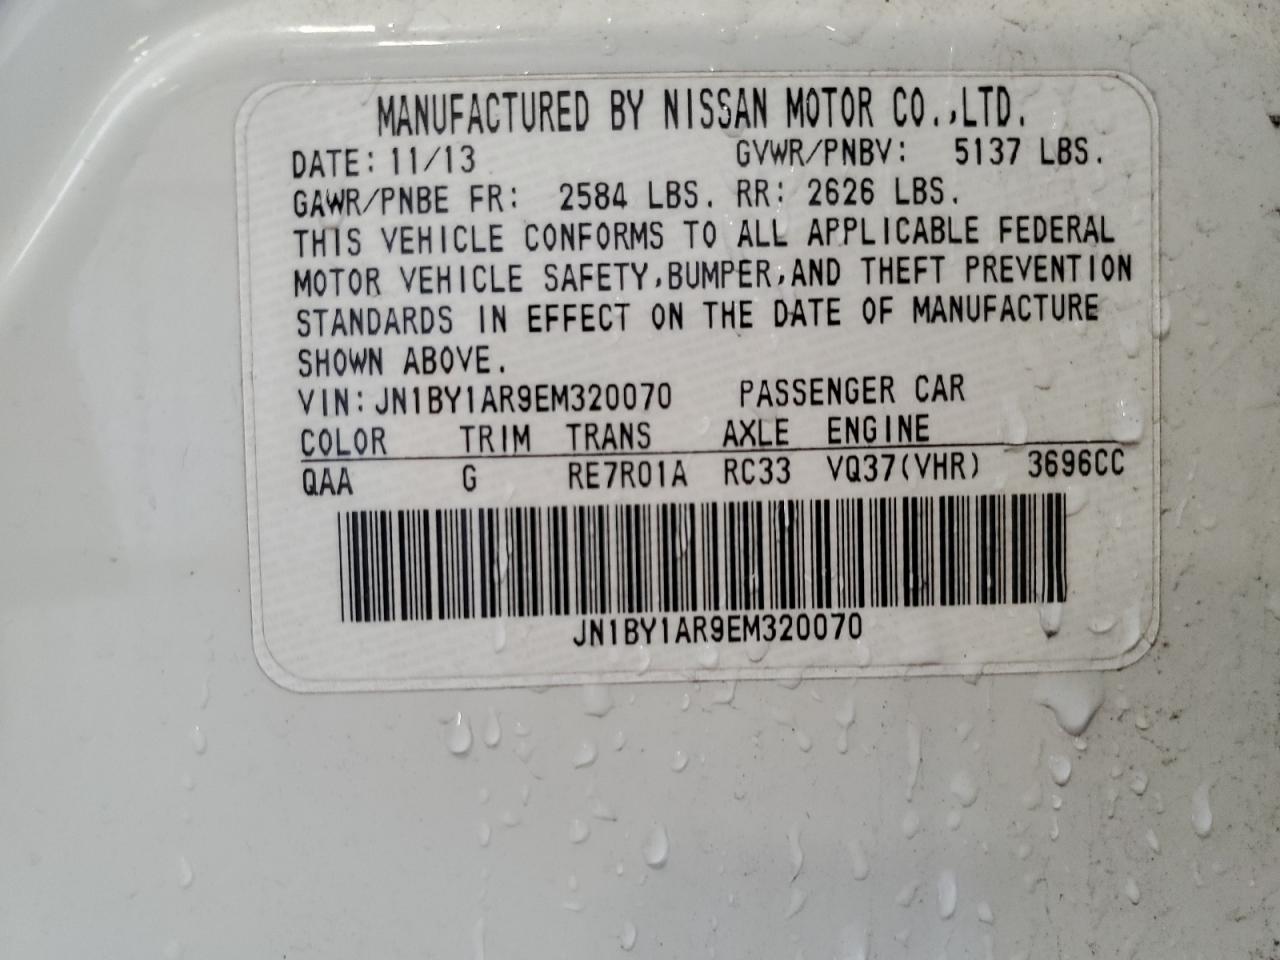 MANUFACTURED BY NISSAN MOTOR CO.,LTD.
DATE: 11/13 GVWR/PNBV: 5137 LBS.
GAWR/PNBE FR: 2584 LBS. RR: 2626 LBS.
THIS VEHICLE CONFORMS TO ALL APPLICABLE FEDERAL
MOTOR VEHICLE SAFETY,BUMPER,AND THEFT PREVENTION
STANDARDS IN EFFECT ON THE DATE OF MANUFACTURE
SHOWN ABOVE.
VIN: JN1BY1AR9EM320070 PASSENGER CAR
COLOR TRIM TRANS AXLE ENGINE
QAA G RE7R01A RC33 VQ37(VHR) 3696CC
JN1BY1AR9EM320070